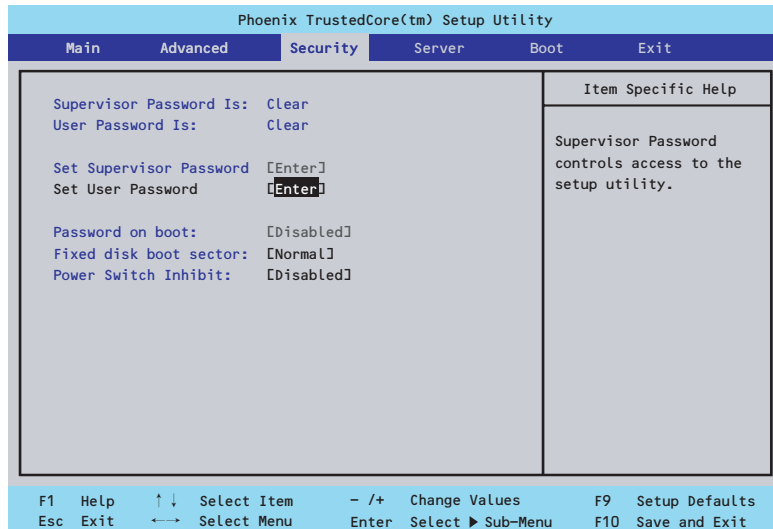 Phoenix TrustedCore(tm) Setup Utility
Main Advanced Security Server Boot Exit
Item Specific Help
Supervisor Password Is: Clear
User Password Is: Clear
Supervisor Password
controls access to the
setup utility.
Set Supervisor Password [Enter]
Set User Password [Enter]
Password on boot: [Disabled]
Fixed disk boot sector: [Normal]
Power Switch Inhibit: [Disabled]
F1 Help ↑↓ Select Item - /+ Change Values F9 Setup Defaults
Esc Exit ←→ Select Menu Enter Select ▶ Sub-Menu F10 Save and Exit